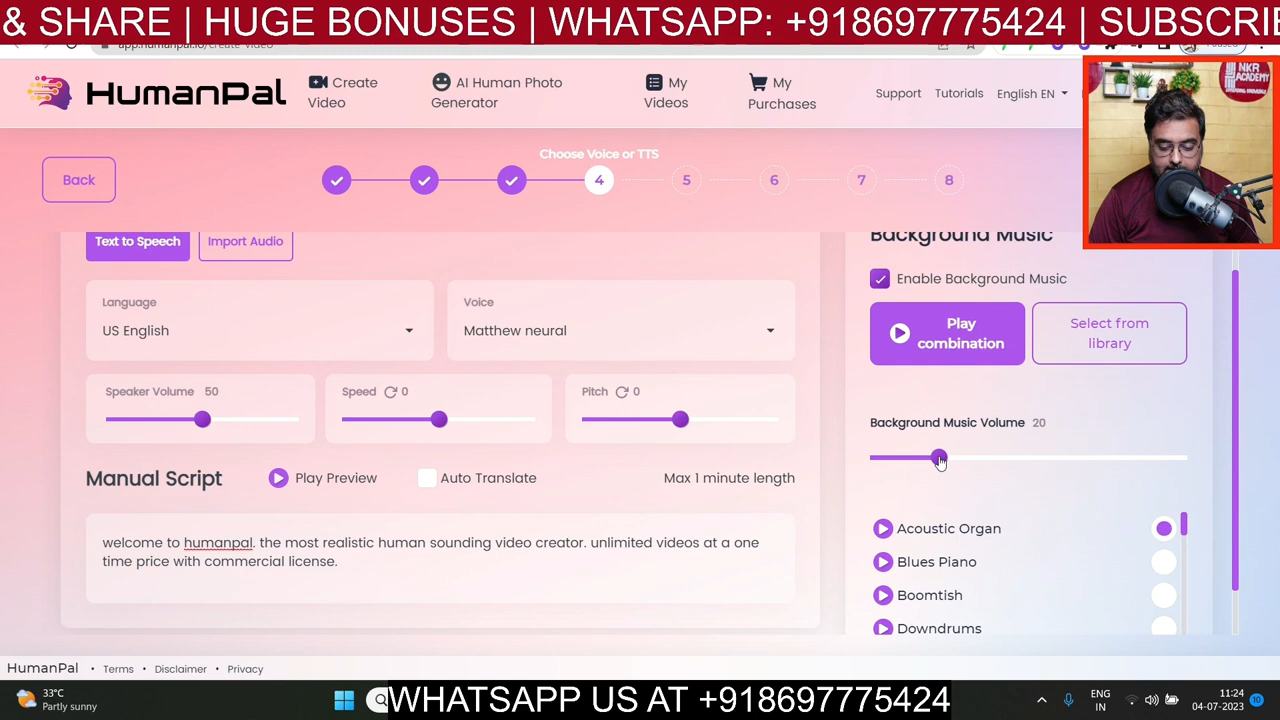 & SHARE | HUGE BONUSES | WHATSAPP: +918697775424 | SUBSCRI
app.humanpal.io/create-video
HumanPal
Create Video
AI Human Photo Generator
My Videos
My Purchases
Support
Tutorials
English EN
NKR ACADEMY
Choose Voice or TTS
Back
4
5
6
7
8
Text to Speech
Import Audio
Language
US English
Voice
Matthew neural
Speaker Volume 50
Speed 0
Pitch 0
Manual Script
Play Preview
Auto Translate
Max 1 minute length
welcome to humanpal. the most realistic human sounding video creator. unlimited videos at a one
time price with commercial license.
Background Music
Enable Background Music
Play combination
Select from library
Background Music Volume 20
Acoustic Organ
Blues Piano
Boomtish
Downdrums
HumanPal
• Terms • Disclaimer • Privacy
33°C
Partly sunny
WHATSAPP US AT +918697775424
ENG
IN
11:24
04-07-2023